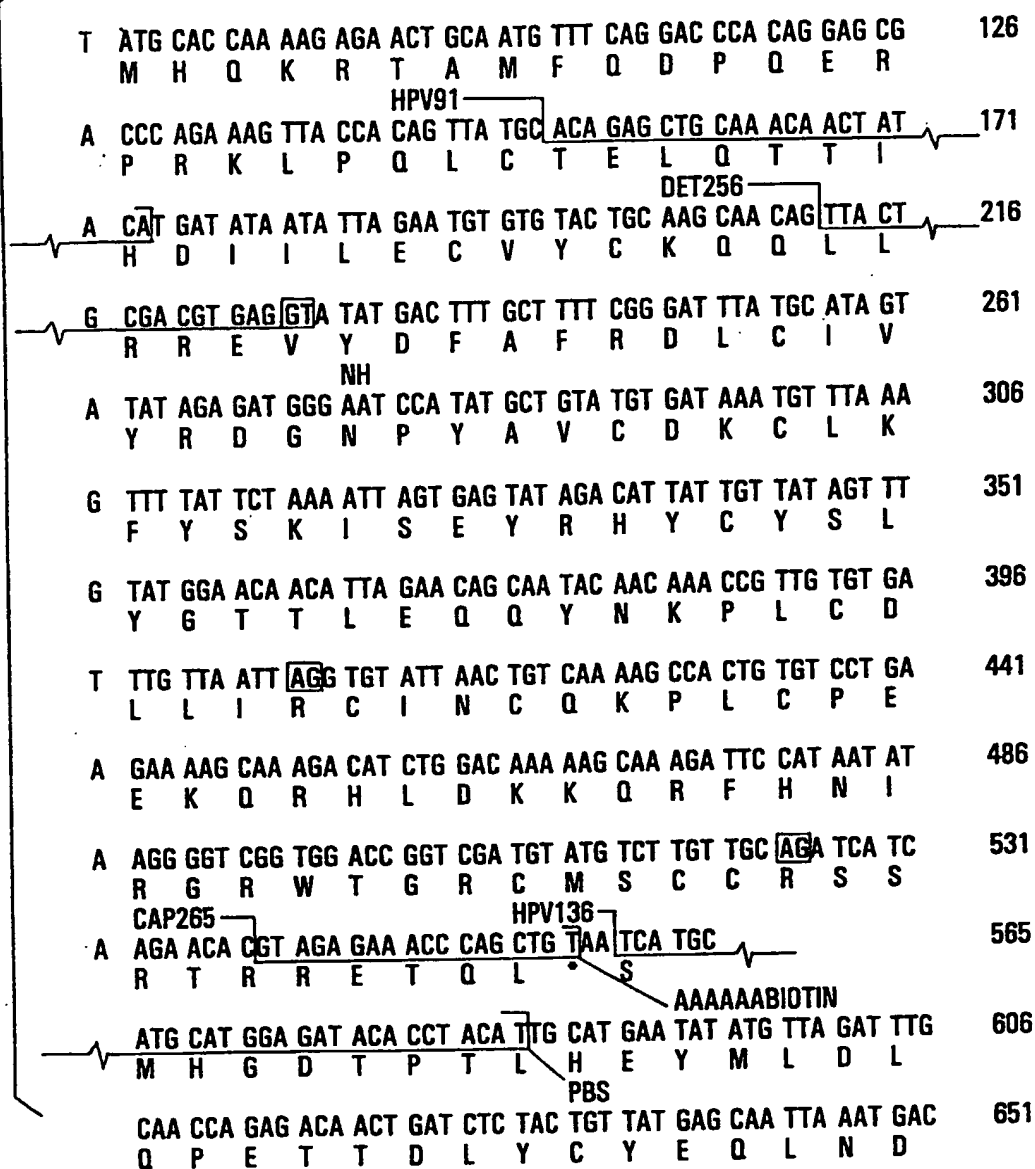 T ATG CAC CAA AAG AGA ACT GCA ATG TTT CAG GAC CCA CAG GAG CG 126
M H Q K R T A M F Q D P Q E R
HPV91
A CCC AGA AAG TTA CCA CAG TTA TGC ACA GAG CTG CAA ACA ACT AT 171
P R K L P Q L C T E L Q T T I
DET256
A CAT GAT ATA ATA TTA GAA TGT GTG TAC TGC AAG CAA CAG TTA CT 216
H D I I L E C V Y C K Q Q L L
G CGA CGT GAG GTA TAT GAC TTT GCT TTT CGG GAT TTA TGC ATA GT 261
R R E V Y D F A F R D L C I V
NH
A TAT AGA GAT GGG AAT CCA TAT GCT GTA TGT GAT AAA TGT TTA AA 306
Y R D G N P Y A V C D K C L K
G TTT TAT TCT AAA ATT AGT GAG TAT AGA CAT TAT TGT TAT AGT TT 351
F Y S K I S E Y R H Y C Y S L
G TAT GGA ACA ACA TTA GAA CAG CAA TAC AAC AAA CCG TTG TGT GA 396
Y G T T L E Q Q Y N K P L C D
T TTG TTA ATT AGG TGT ATT AAC TGT CAA AAG CCA CTG TGT CCT GA 441
L L I R C I N C Q K P L C P E
A GAA AAG CAA AGA CAT CTG GAC AAA AAG CAA AGA TTC CAT AAT AT 486
E K Q R H L D K K Q R F H N I
A AGG GGT CGG TGG ACC GGT CGA TGT ATG TCT TGT TGC AGA TCA TC 531
R G R W T G R C M S C C R S S
CAP265 HPV136
A AGA ACA CGT AGA GAA ACC CAG CTG TAA TCA TGC 565
R T R R E T Q L • S
AAAAAABIOTIN
ATG CAT GGA GAT ACA CCT ACA TTG CAT GAA TAT ATG TTA GAT TTG 606
M H G D T P T L H E Y M L D L
PBS
CAA CCA GAG ACA ACT GAT CTC TAC TGT TAT GAG CAA TTA AAT GAC 651
Q P E T T D L Y C Y E Q L N D